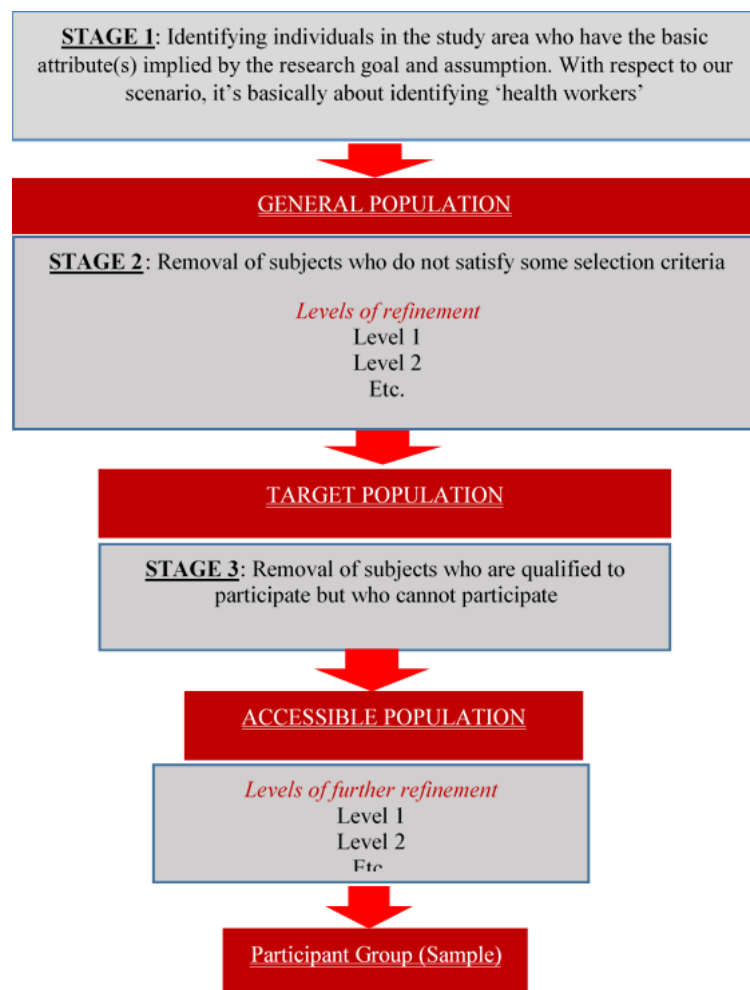 STAGE 1: Identifying individuals in the study area who have the basic
attribute(s) implied by the research goal and assumption. With respect to our
scenario, it’s basically about identifying ‘health workers’
GENERAL POPULATION
STAGE 2: Removal of subjects who do not satisfy some selection criteria
Levels of refinement
Level 1
Level 2
Etc.
TARGET POPULATION
STAGE 3: Removal of subjects who are qualified to
participate but who cannot participate
ACCESSIBLE POPULATION
Levels of further refinement
Level 1
Level 2
Etc
Participant Group (Sample)